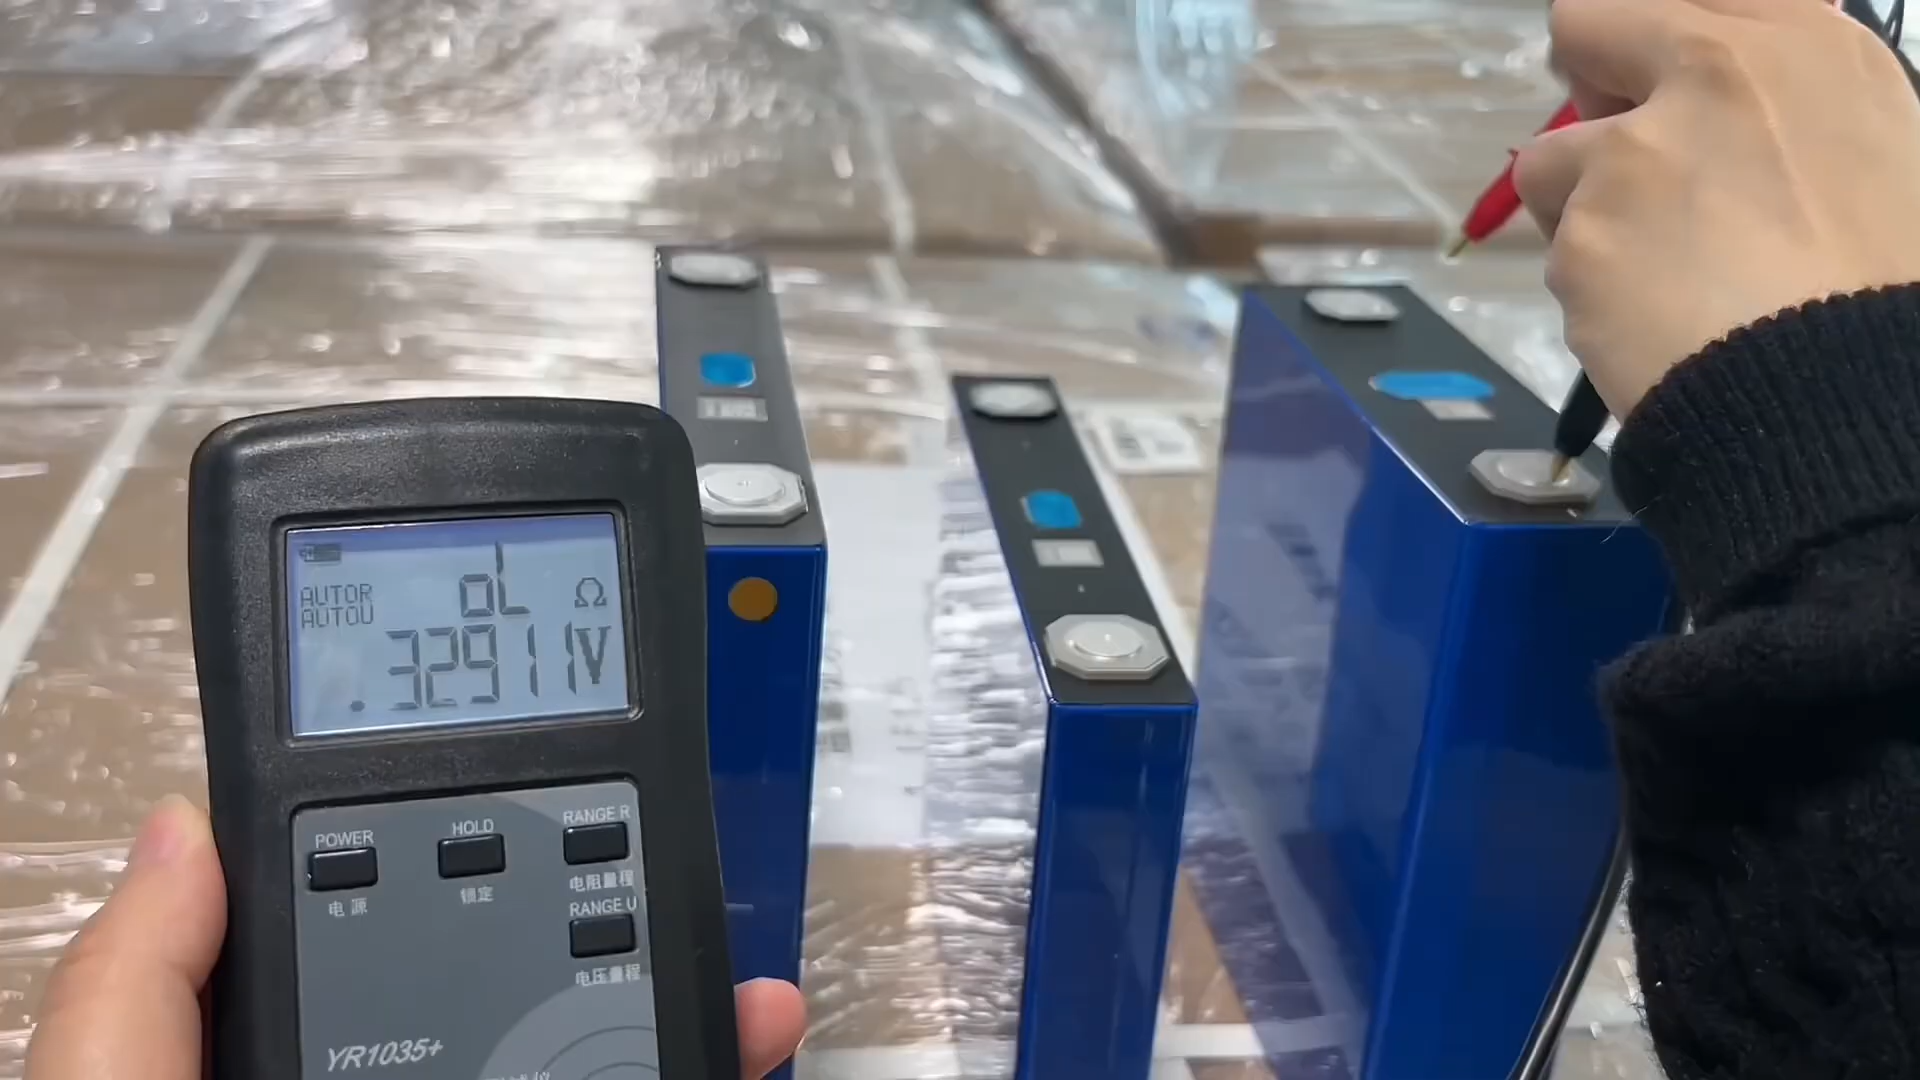 oL Ω
AUTOR
AUTOU
.32911V
POWER
HOLD
RANGE R
电源
锁定
电阻量程
RANGE U
电压量程
YR1035+